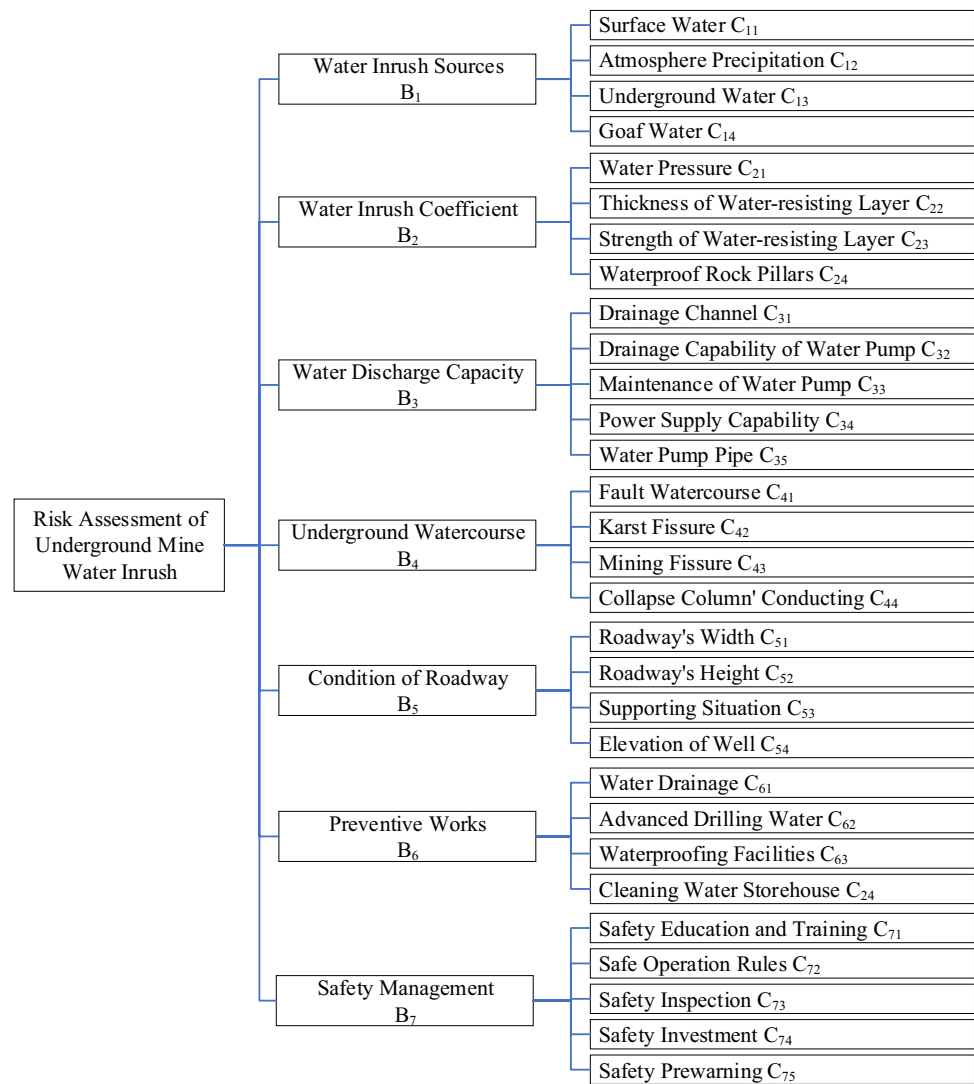 Risk Assessment of
Underground Mine
Water Inrush
Water Inrush Sources
B₁
Surface Water C₁₁
Atmosphere Precipitation C₁₂
Underground Water C₁₃
Goaf Water C₁₄
Water Inrush Coefficient
B₂
Water Pressure C₂₁
Thickness of Water-resisting Layer C₂₂
Strength of Water-resisting Layer C₂₃
Waterproof Rock Pillars C₂₄
Water Discharge Capacity
B₃
Drainage Channel C₃₁
Drainage Capability of Water Pump C₃₂
Maintenance of Water Pump C₃₃
Power Supply Capability C₃₄
Water Pump Pipe C₃₅
Underground Watercourse
B₄
Fault Watercourse C₄₁
Karst Fissure C₄₂
Mining Fissure C₄₃
Collapse Column' Conducting C₄₄
Condition of Roadway
B₅
Roadway's Width C₅₁
Roadway's Height C₅₂
Supporting Situation C₅₃
Elevation of Well C₅₄
Preventive Works
B₆
Water Drainage C₆₁
Advanced Drilling Water C₆₂
Waterproofing Facilities C₆₃
Cleaning Water Storehouse C₂₄
Safety Management
B₇
Safety Education and Training C₇₁
Safe Operation Rules C₇₂
Safety Inspection C₇₃
Safety Investment C₇₄
Safety Prewarning C₇₅